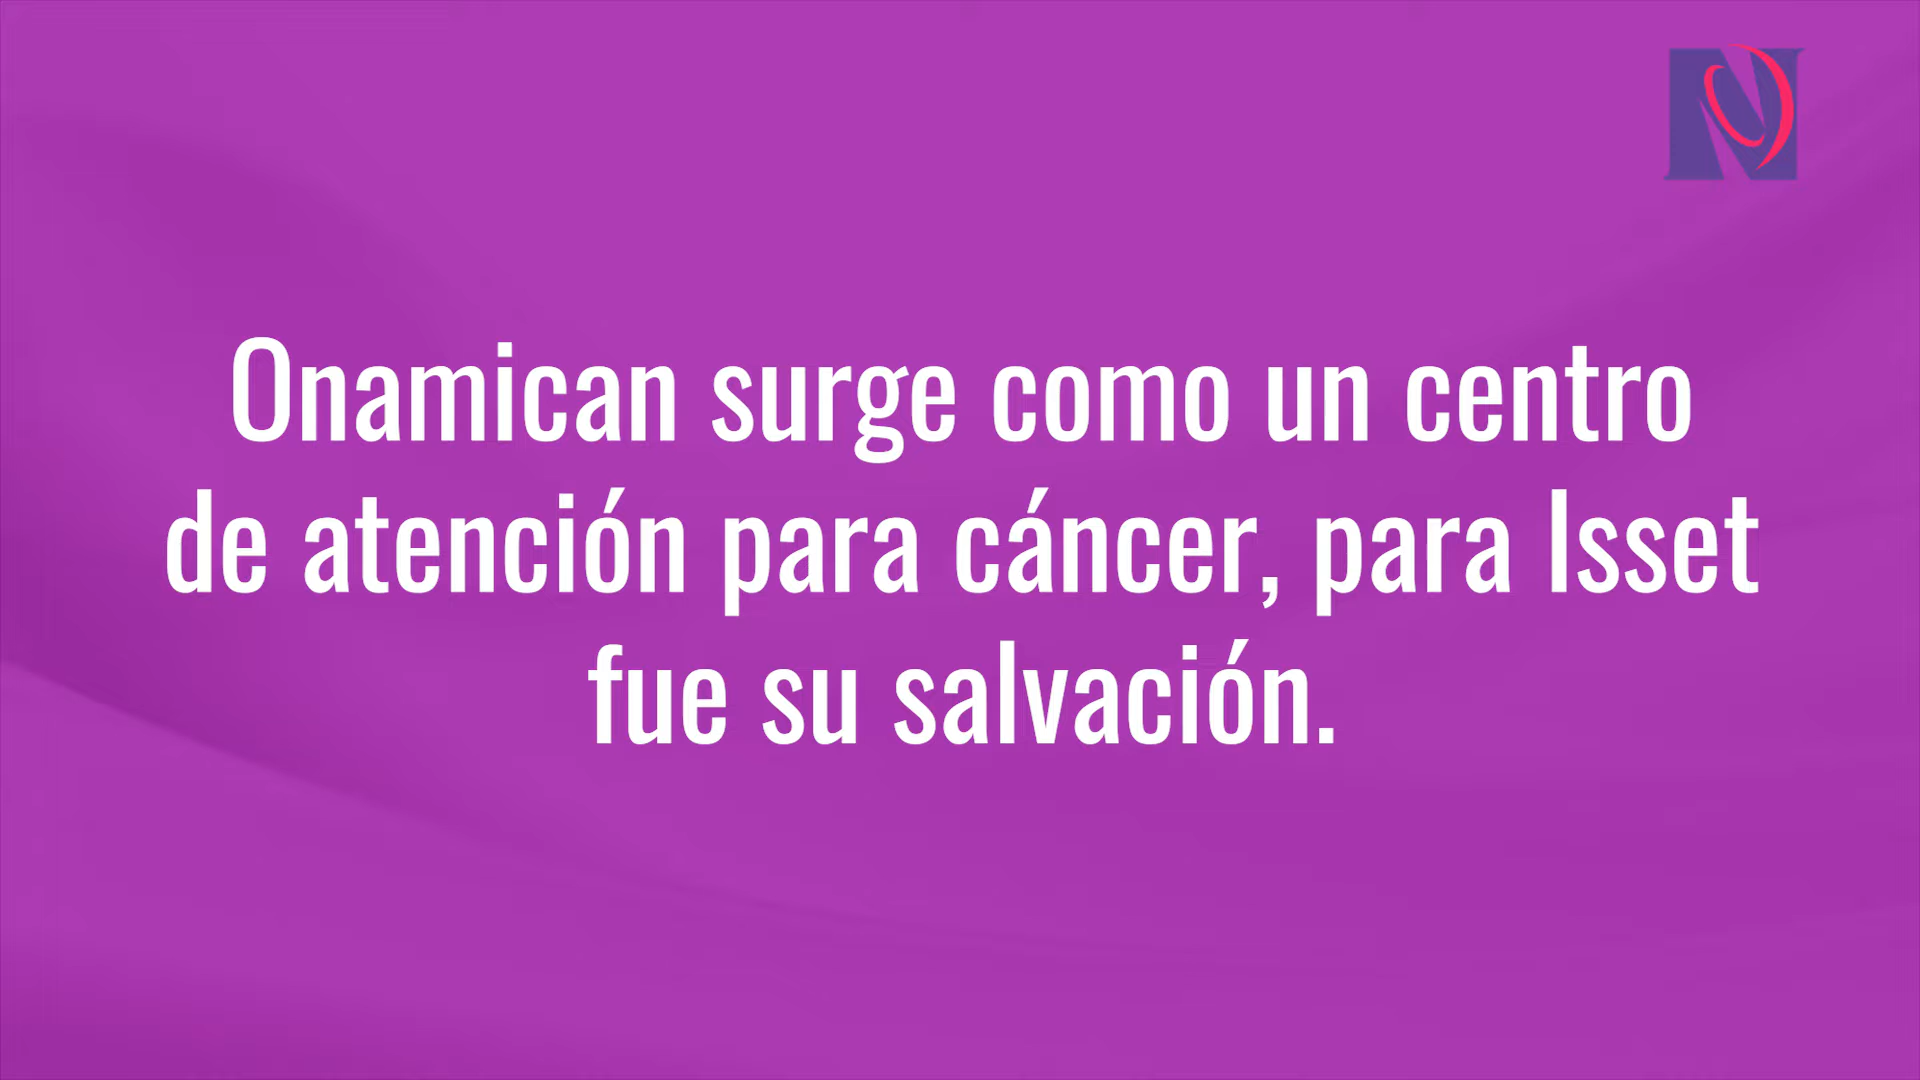 Onamican surge como un centro
de atención para cáncer, para Isset
fue su salvación.